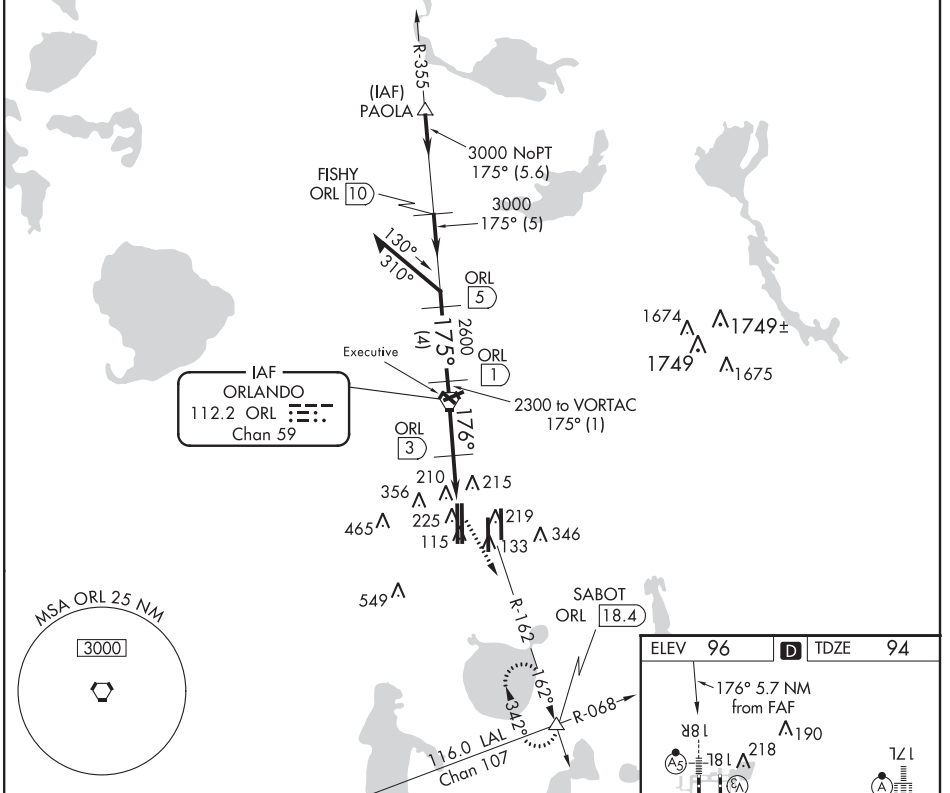 R-355
(IAF)
PAOLA
3000 NoPT
175° (5.6)
FISHY
ORL 10
3000
175° (5)
130°
310°
ORL
5
2600
175°
(4)
1674
1749±
1749
1675
Executive
ORL
1
IAF
ORLANDO
112.2 ORL
Chan 59
2300 to VORTAC
175° (1)
176°
ORL
3
210
215
356
465
225
219
115
133
346
549
SABOT
ORL 18.4
R-162
162°
342°
R-068
116.0 LAL
Chan 107
MSA ORL 25 NM
3000
ELEV 96 D TDZE 94
176° 5.7 NM
from FAF
190
18R
218
A5
18L
V3
17L
A